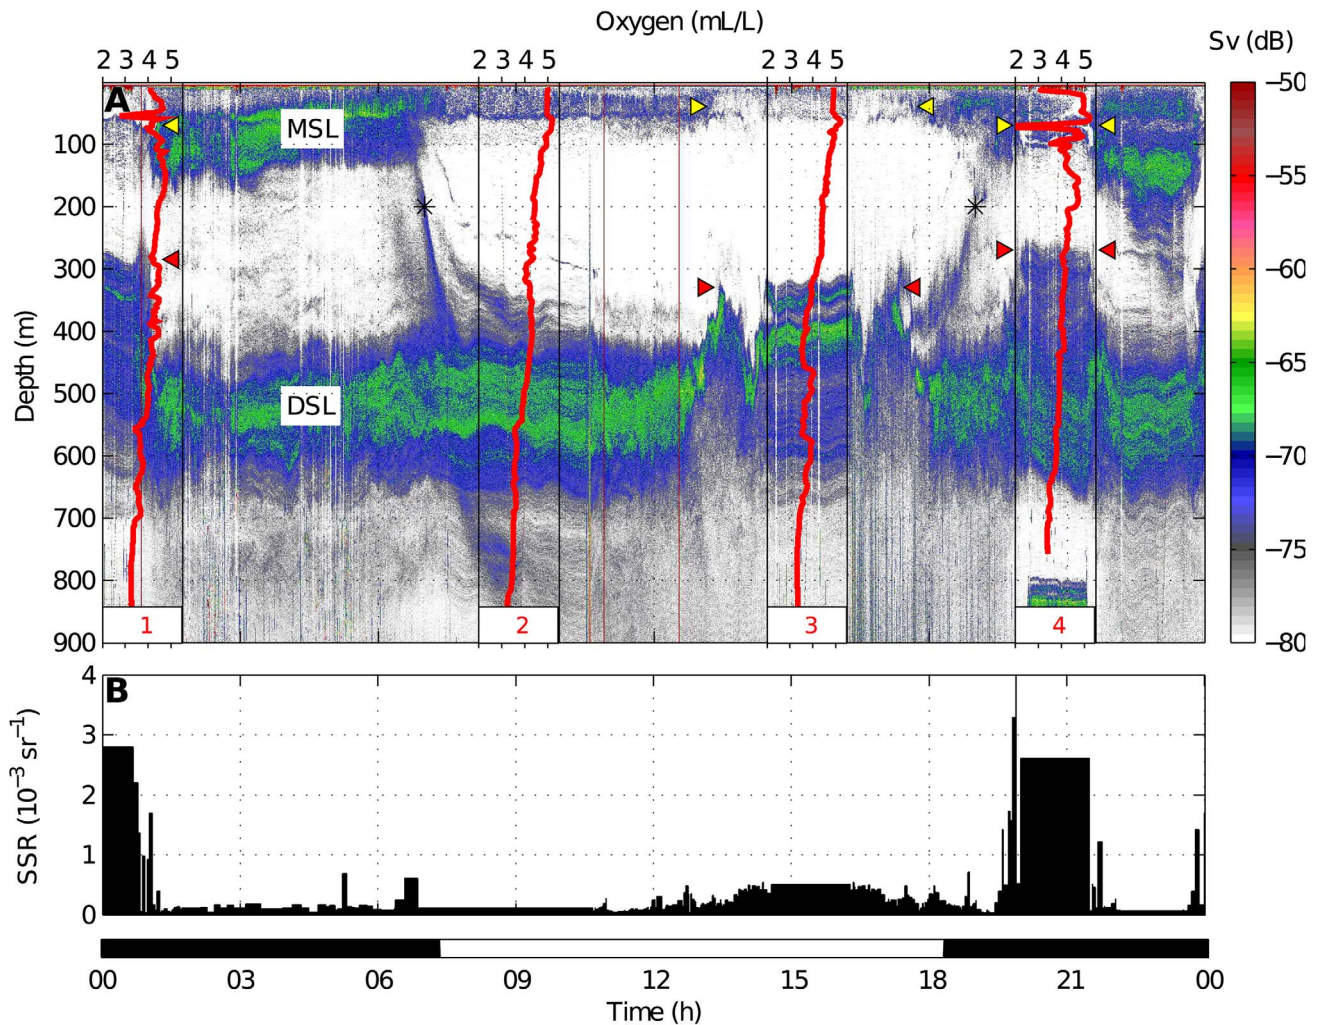 Oxygen (mL/L)
Sv (dB)
2 3 4 5 2 3 4 5 2 3 4 5 2 3 4 5
A
MSL
DSL
100
200
300
400
500
600
700
800
900
Depth (m)
1 2 3 4
−50
−55
−60
−65
−70
−75
−80
B
4
3
2
1
0
SSR (10⁻³ sr⁻¹)
00 03 06 09 12 15 18 21 00
Time (h)